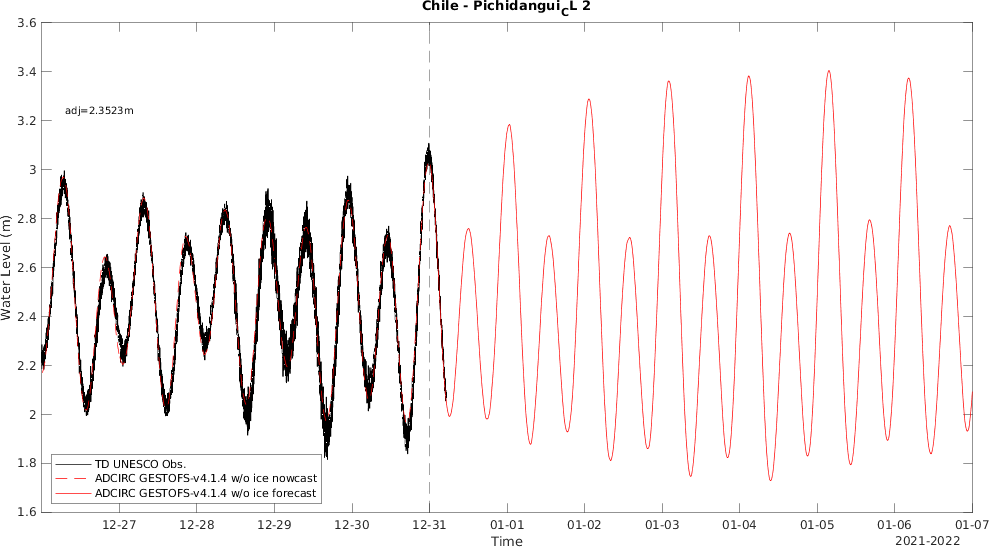 Chile - PichidanguiCL 2
3.6
3.4
3.2
3
2.8
2.6
2.4
2.2
2
1.8
1.6
Water Level (m)
adj=2.3523m
TD UNESCO Obs.
ADCIRC GESTOFS-v4.1.4 w/o ice nowcast
ADCIRC GESTOFS-v4.1.4 w/o ice forecast
12-27 12-28 12-29 12-30 12-31 01-01 01-02 01-03 01-04 01-05 01-06 01-07
Time
2021-2022